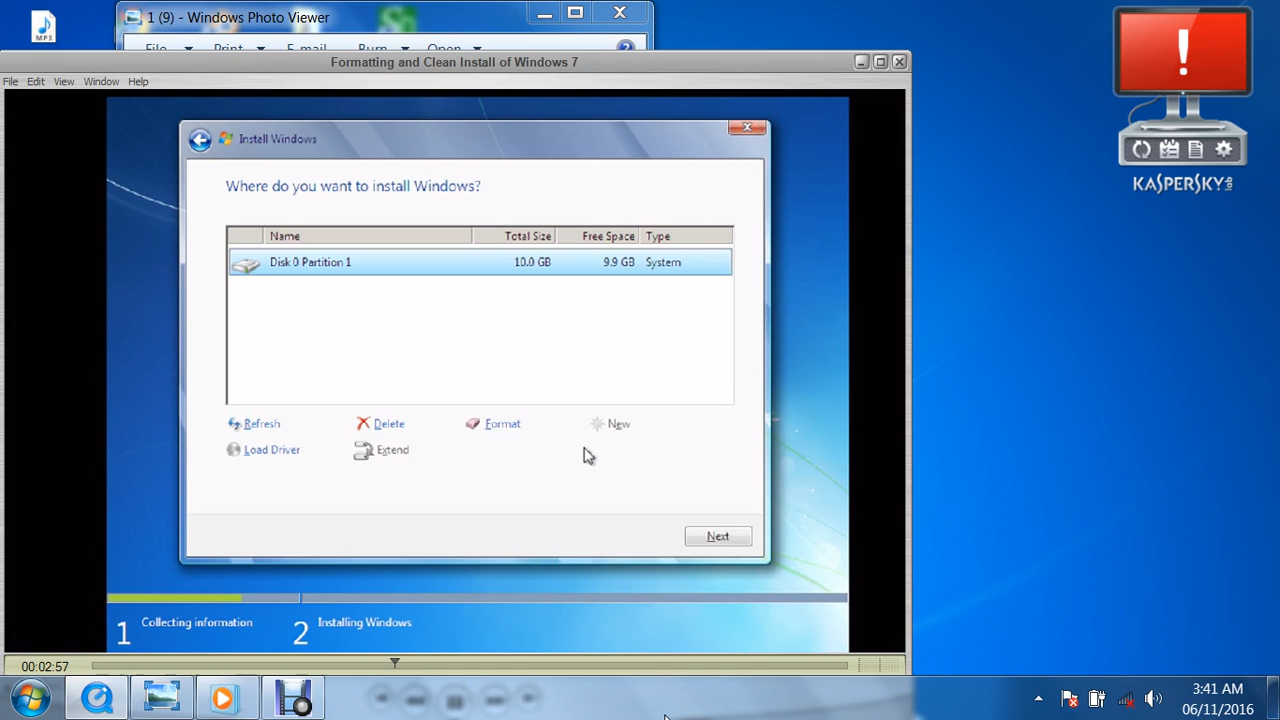 MP3
1 (9) - Windows Photo Viewer
File Print E-mail Burn Open
Formatting and Clean Install of Windows 7
File Edit View Window Help
Install Windows
Where do you want to install Windows?
Name Total Size Free Space Type
Disk 0 Partition 1 10.0 GB 9.9 GB System
Refresh Delete Format New
Load Driver Extend
Next
1 Collecting information 2 Installing Windows
00:02:57
KASPERSKY LAB
3:41 AM
06/11/2016